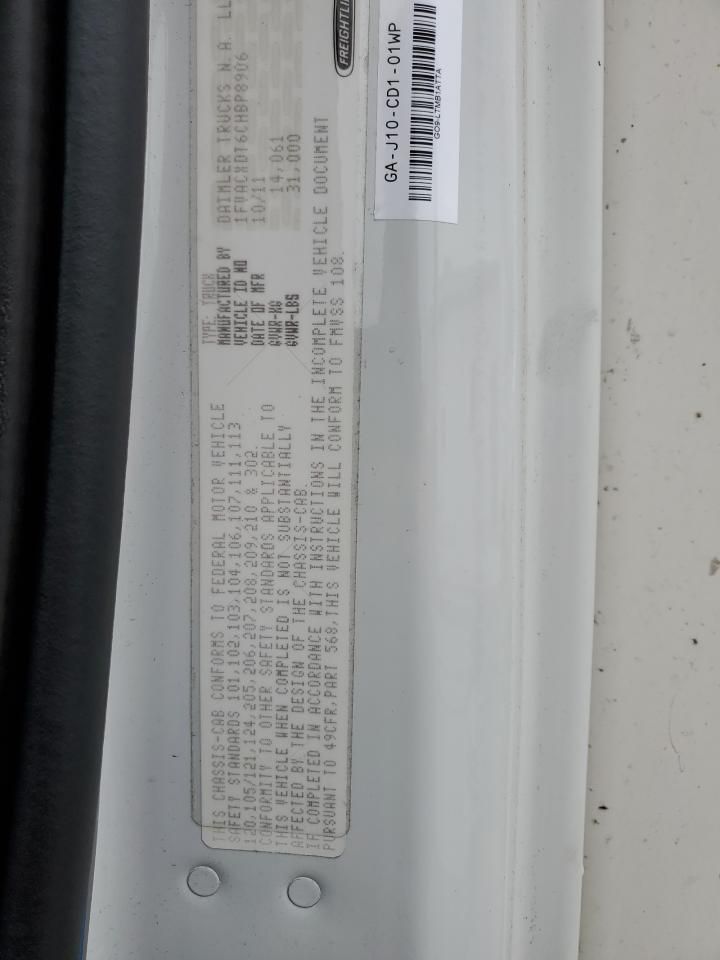 FREIGHTLI
TYPE: TRUCK
MANUFACTURED BY DAIMLER TRUCKS N.A. LL
VEHICLE ID NO 1FVACXDT6CHBP8906
DATE OF MFR 10/11
GVWR-KG 14,061
GVWR-LBS 31,000
THIS CHASSIS-CAB CONFORMS TO FEDERAL MOTOR VEHICLE
SAFETY STANDARDS 101,102,103,104,106,107,111,113
120,105/121,124,205,206,207,208,209,210 & 302.
CONFORMITY TO OTHER SAFETY STANDARDS APPLICABLE TO
THIS VEHICLE WHEN COMPLETED IS NOT SUBSTANTIALLY
AFFECTED BY THE DESIGN OF THE CHASSIS-CAB.
IF COMPLETED IN ACCORDANCE WITH INSTRUCTIONS IN THE INCOMPLETE VEHICLE DOCUMENT
PURSUANT TO 49CFR,PART 568,THIS VEHICLE WILL CONFORM TO FMVSS 108.
GA-J10-CD1-01WP
GO9-LTMB1ATTA